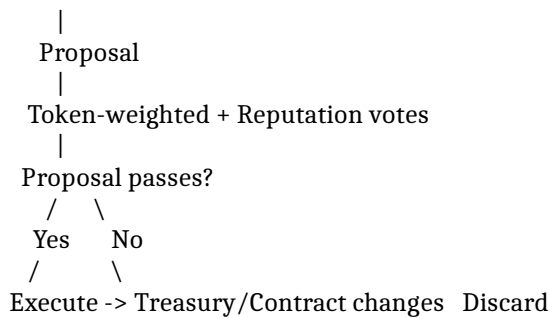 |
Proposal
|
Token-weighted + Reputation votes
|
Proposal passes?
/ \
Yes No
/ \
Execute -> Treasury/Contract changes Discard